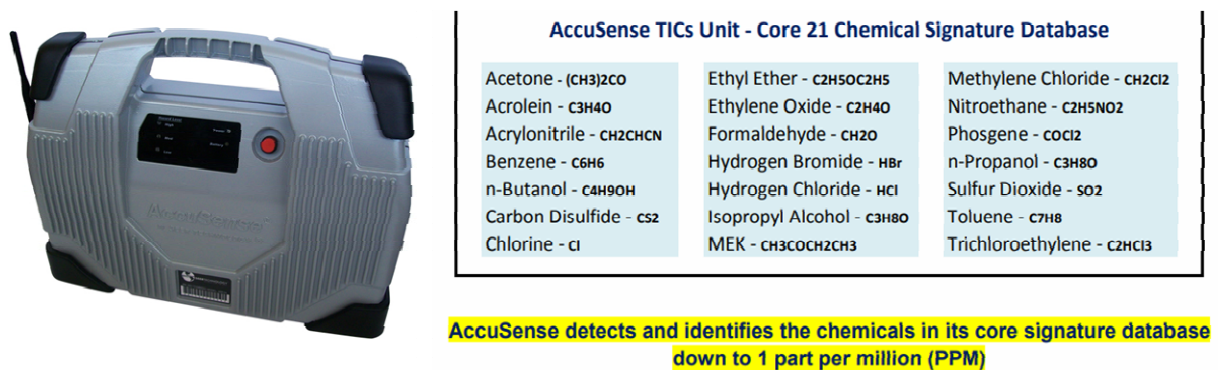 AccuSense TICs Unit - Core 21 Chemical Signature Database
Acetone - (CH3)2CO
Acrolein - C3H4O
Acrylonitrile - CH2CHCN
Benzene - C6H6
n-Butanol - C4H9OH
Carbon Disulfide - CS2
Chlorine - Cl
Ethyl Ether - C2H5OC2H5
Ethylene Oxide - C2H4O
Formaldehyde - CH2O
Hydrogen Bromide - HBr
Hydrogen Chloride - HCl
Isopropyl Alcohol - C3H8O
MEK - CH3COCH2CH3
Methylene Chloride - CH2Cl2
Nitroethane - C2H5NO2
Phosgene - COCl2
n-Propanol - C3H8O
Sulfur Dioxide - SO2
Toluene - C7H8
Trichloroethylene - C2HCl3
AccuSense detects and identifies the chemicals in its core signature database
down to 1 part per million (PPM)
AccuSense